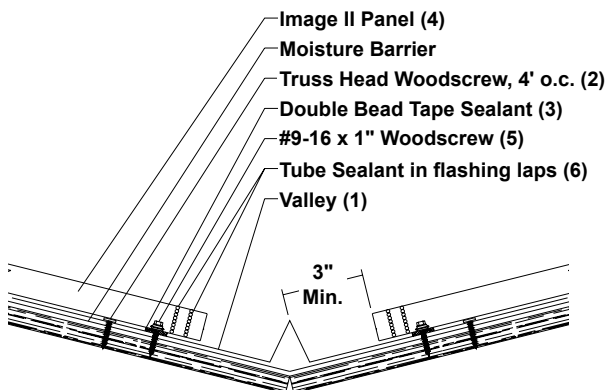 Image II Panel (4)
Moisture Barrier
Truss Head Woodscrew, 4' o.c. (2)
Double Bead Tape Sealant (3)
#9-16 x 1" Woodscrew (5)
Tube Sealant in flashing laps (6)
Valley (1)
3"
Min.